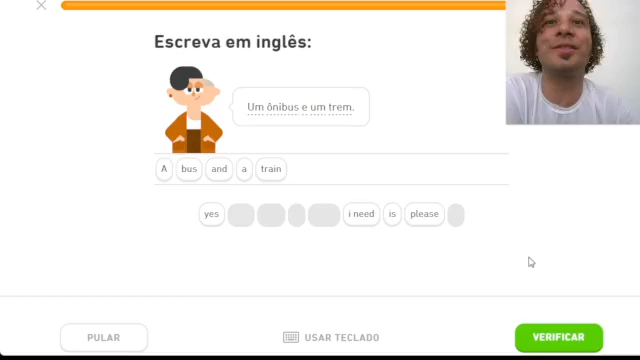 Escreva em inglês:
Um ônibus e um trem.
A bus and a train
yes i need is please
PULAR USAR TECLADO VERIFICAR